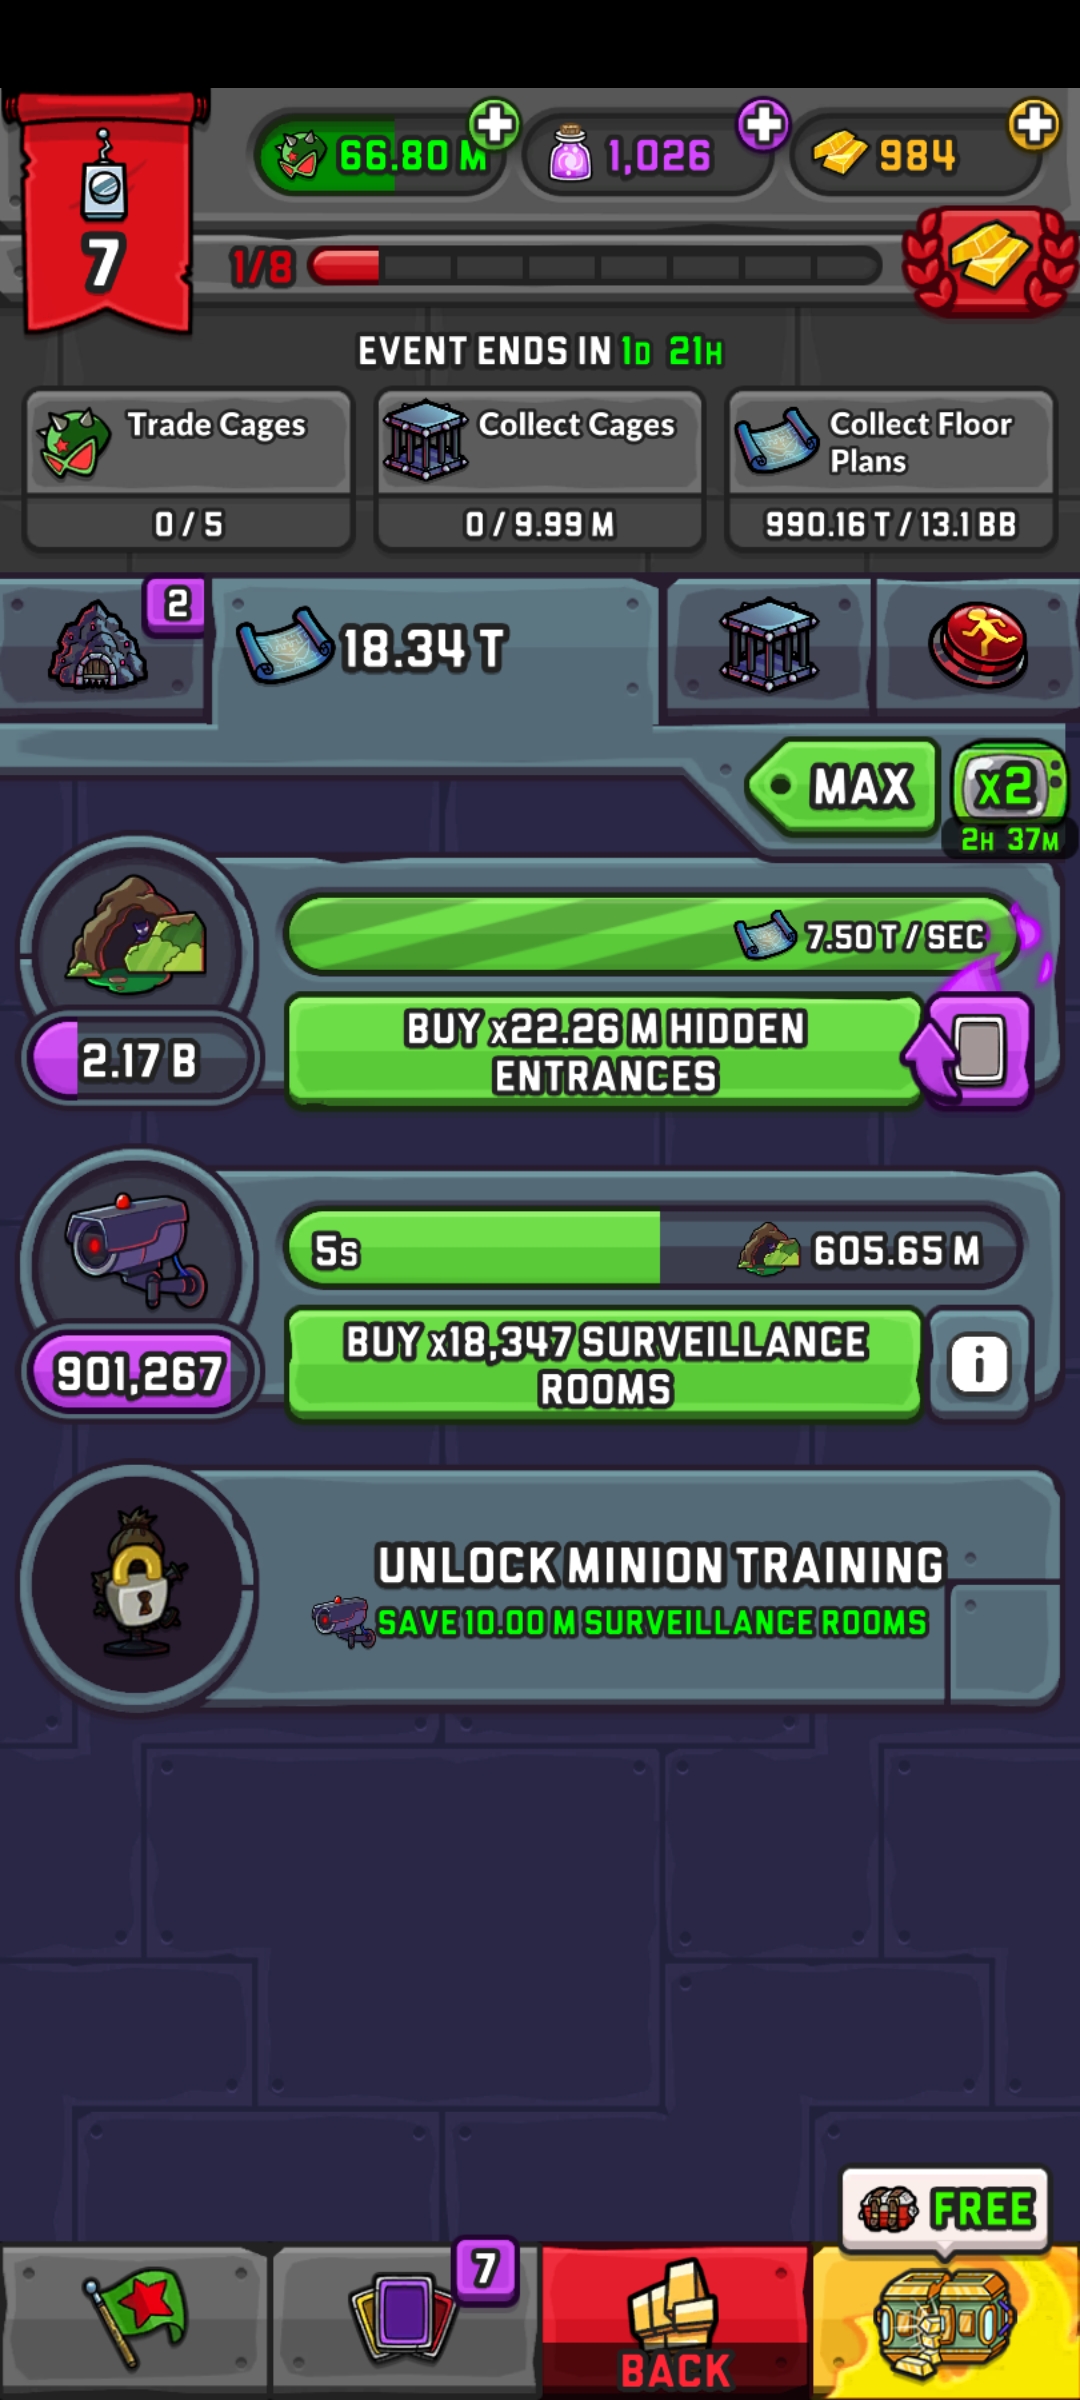 66.80 M
1,026
984
7
1/8
EVENT ENDS IN 1D 21H
Trade Cages
0 / 5
Collect Cages
0 / 9.99 M
Collect Floor
Plans
990.16 T / 13.1 BB
2
18.34 T
MAX
x2
2H 37M
7.50 T / SEC
2.17 B
BUY x22.26 M HIDDEN
ENTRANCES
5s
605.65 M
901,267
BUY x18,347 SURVEILLANCE
ROOMS
i
UNLOCK MINION TRAINING
SAVE 10.00 M SURVEILLANCE ROOMS
FREE
7
BACK